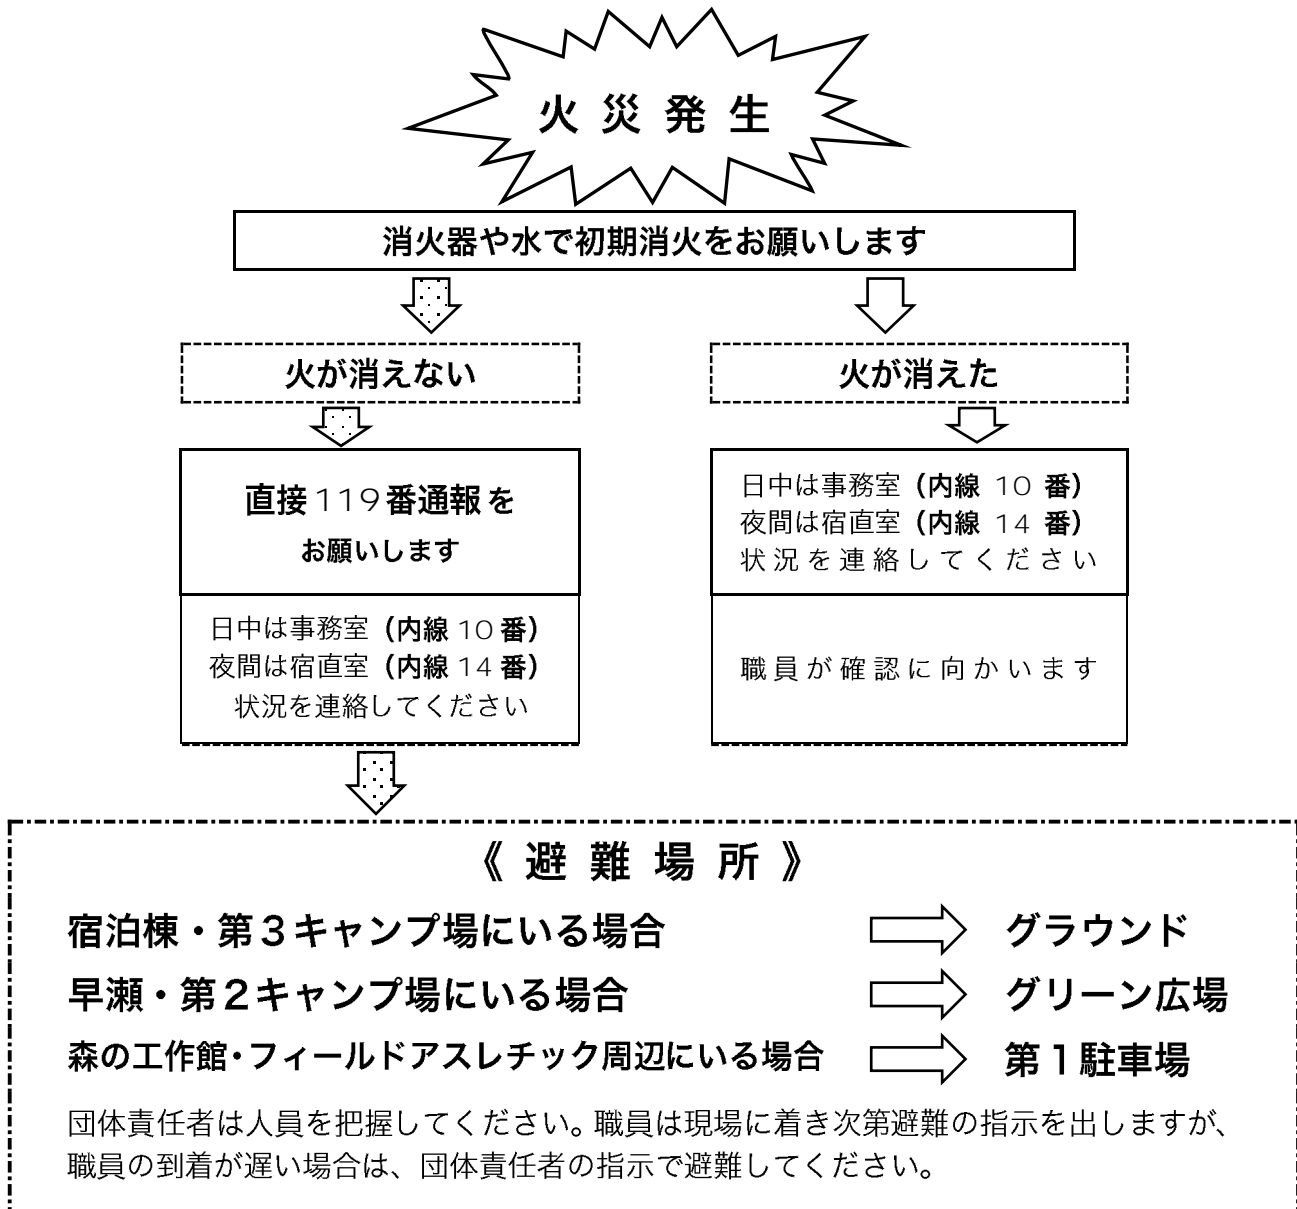 火災発生
消火器や水で初期消火をお願いします
火が消えない
火が消えた
直接119番通報を
お願いします
日中は事務室（内線 10 番）
夜間は宿直室（内線 14 番）
状況を連絡してください
日中は事務室（内線 10 番）
夜間は宿直室（内線 14 番）
状況を連絡してください
職員が確認に向かいます
《避難場所》
宿泊棟・第３キャンプ場にいる場合 グラウンド
早瀬・第２キャンプ場にいる場合 グリーン広場
森の工作館・フィールドアスレチック周辺にいる場合 第１駐車場
団体責任者は人員を把握してください。職員は現場に着き次第避難の指示を出しますが、
職員の到着が遅い場合は、団体責任者の指示で避難してください。